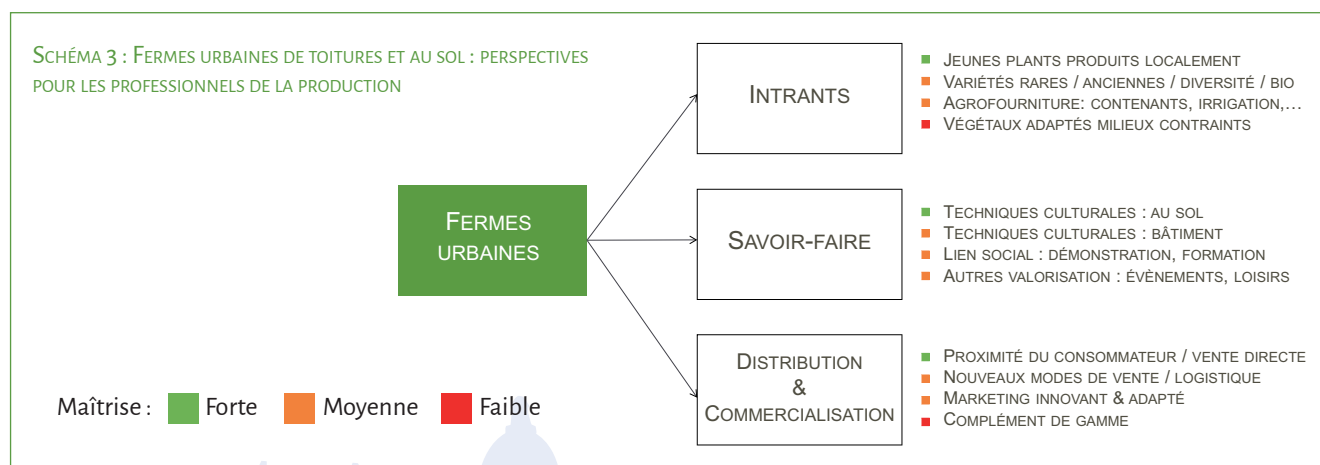 Schéma 3 : Fermes urbaines de toitures et au sol : perspectives
pour les professionnels de la production
Fermes
urbaines
Intrants
Jeunes plants produits localement
Variétés rares / anciennes / diversité / bio
Agrofourniture: contenants, irrigation,...
Végétaux adaptés milieux contraints
Savoir-faire
Techniques culturales : au sol
Techniques culturales : bâtiment
Lien social : démonstration, formation
Autres valorisation : évènements, loisirs
Distribution
&
Commercialisation
Proximité du consommateur / vente directe
Nouveaux modes de vente / logistique
Marketing innovant & adapté
Complément de gamme
Maîtrise : Forte Moyenne Faible